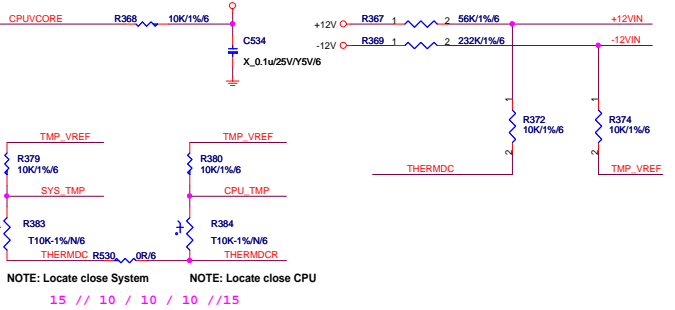 CPUVCORE R368 10K/1%/6
C534
X_0.1u/25V/Y5V/6
+12V R367 1 2 56K/1%/6 +12VIN
-12V R369 1 2 232K/1%/6 -12VIN
1 1
R372 R374
10K/1%/6 10K/1%/6
2 2
THERMDC TMP_VREF
TMP_VREF TMP_VREF
R379 R380
10K/1%/6 10K/1%/6
SYS_TMP CPU_TMP
R383 R384
T10K-1%/N/6 T10K-1%/N/6
THERMDC R530 0R/6 THERMDCR
NOTE: Locate close System NOTE: Locate close CPU
15 // 10 / 10 / 10 //15